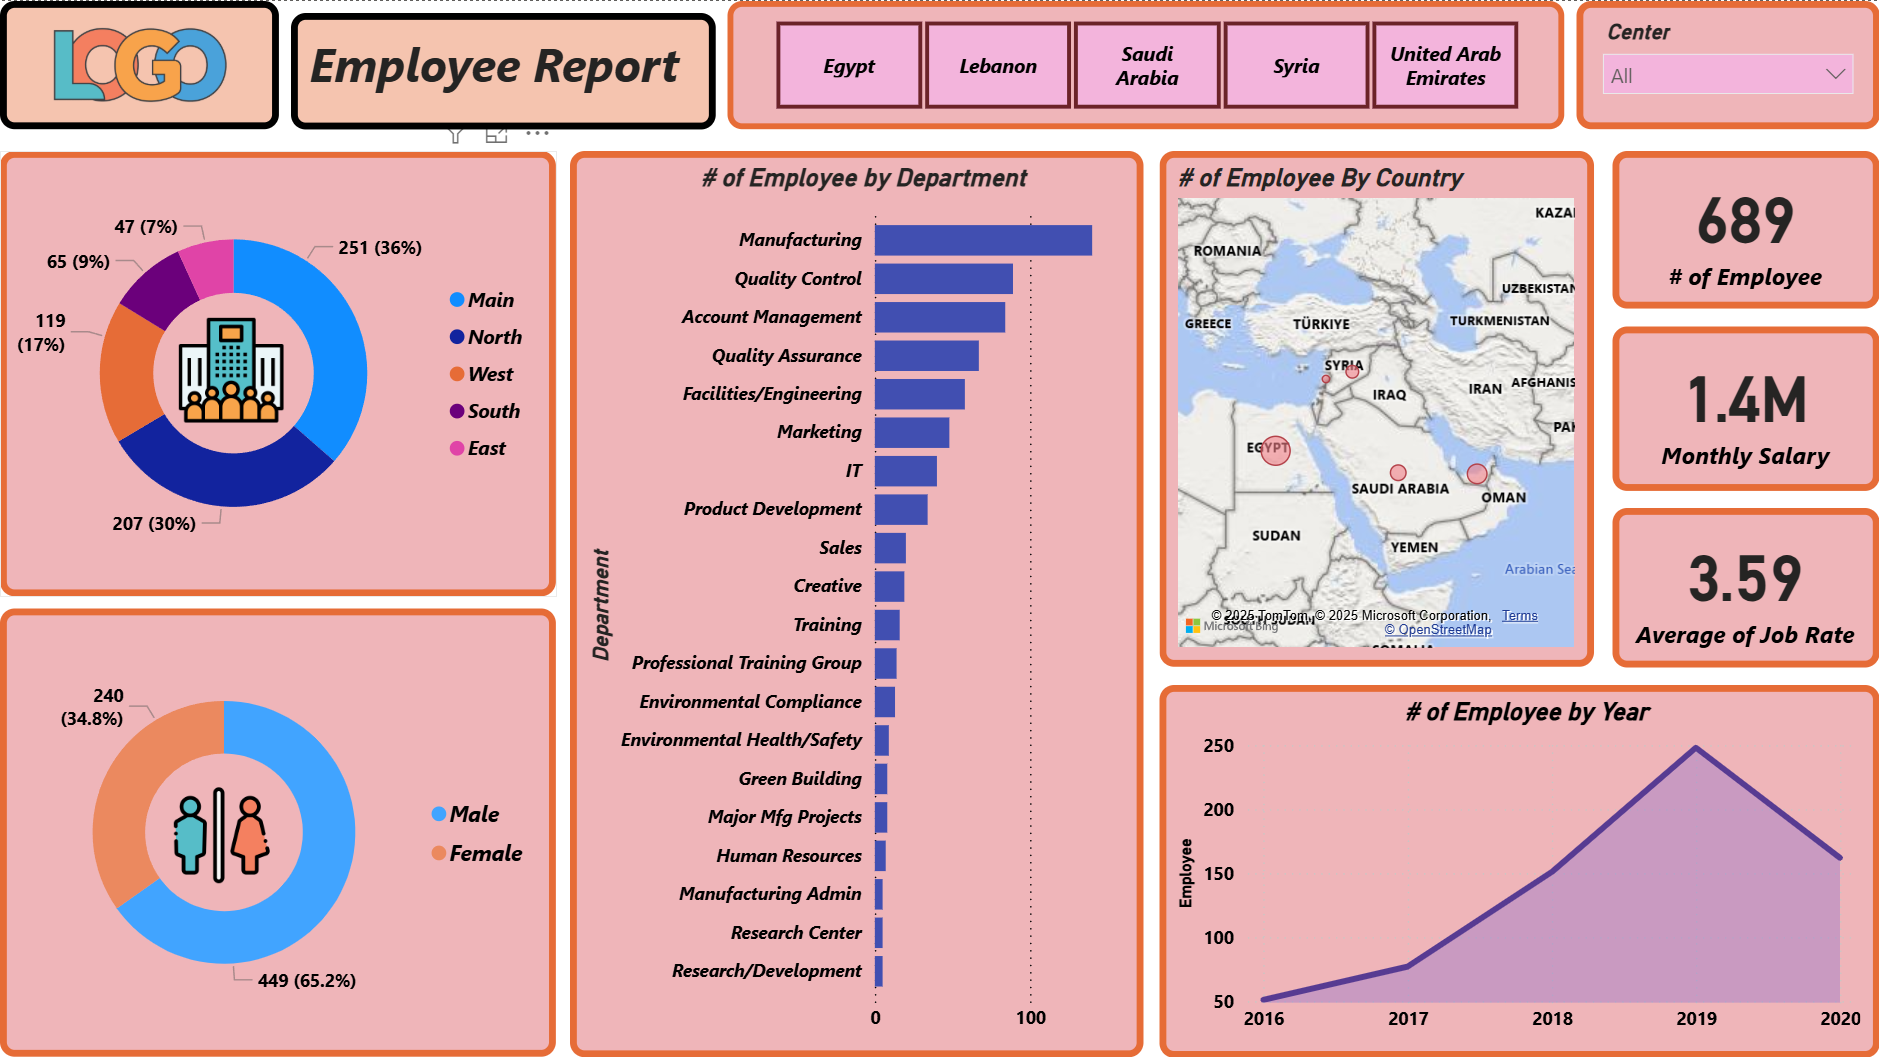 LOGO
Employee Report
Egypt
Lebanon
Saudi
Arabia
Syria
United Arab
Emirates
Center
All
47 (7%)
251 (36%)
65 (9%)
119
(17%)
207 (30%)
Main
North
West
South
East
240
(34.8%)
449 (65.2%)
Male
Female
# of Employee by Department
Department
Manufacturing
Quality Control
Account Management
Quality Assurance
Facilities/Engineering
Marketing
IT
Product Development
Sales
Creative
Training
Professional Training Group
Environmental Compliance
Environmental Health/Safety
Green Building
Major Mfg Projects
Human Resources
Manufacturing Admin
Research Center
Research/Development
0
100
# of Employee By Country
KAZA
ROMANIA
UZBEKISTAN
GREECE
TÜRKIYE
TURKMENISTAN
SYRIA
IRAQ
IRAN
AFGHANIS
PAK
EGYPT
SAUDI ARABIA
OMAN
SUDAN
YEMEN
Arabian Sea
© 2025 TomTom, © 2025 Microsoft Corporation, Terms
© OpenStreetMap
Microsoft Bing
SOUTH SUDAN
SOMALIA
689
# of Employee
1.4M
Monthly Salary
3.59
Average of Job Rate
# of Employee by Year
Employee
250
200
150
100
50
2016
2017
2018
2019
2020